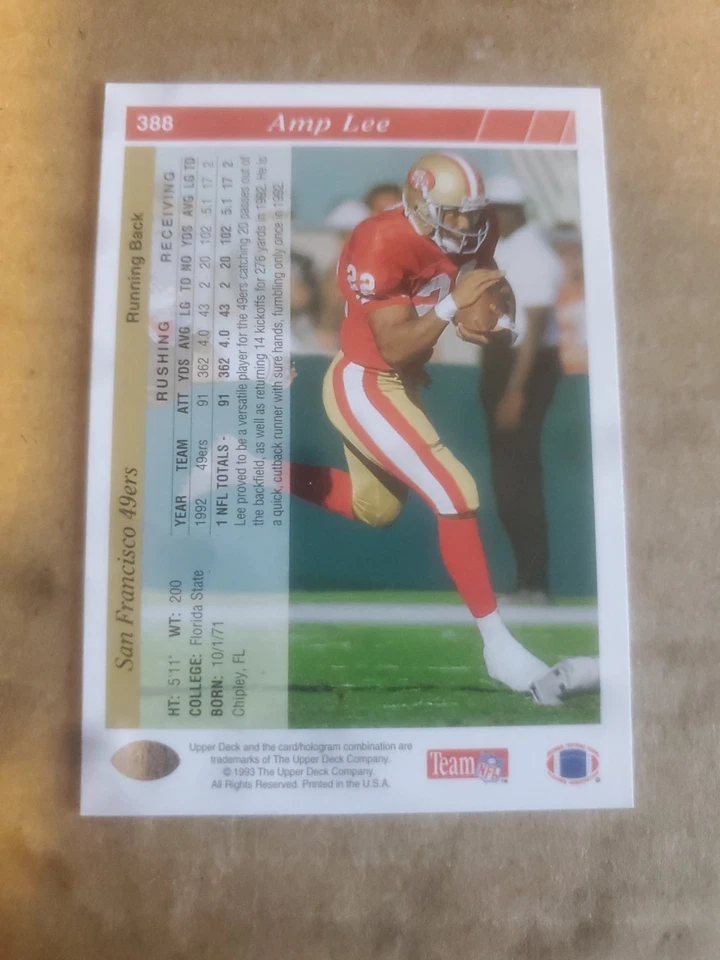 388 Amp Lee
San Francisco 49ers Running Back
HT: 5'11" WT: 200
COLLEGE: Florida State
BORN: 10/1/71
Chipley, FL
RUSHING RECEIVING
YEAR TEAM ATT YDS AVG LG TD NO YDS AVG LG TD
1992 49ers 91 362 4.0 43 2 20 102 5.1 17 2
1 NFL TOTALS - 91 362 4.0 43 2 20 102 5.1 17 2
Lee proved to be a versatile player for the 49ers catching 20 passes out of
the backfield, as well as returning 14 kickoffs for 276 yards in 1992. He is
a quick, cutback runner with sure hands, fumbling only once in 1992.
22
22
Upper Deck and the card/hologram combination are
trademarks of The Upper Deck Company.
© 1993 The Upper Deck Company.
All Rights Reserved. Printed in the U.S.A.
Team NFL™